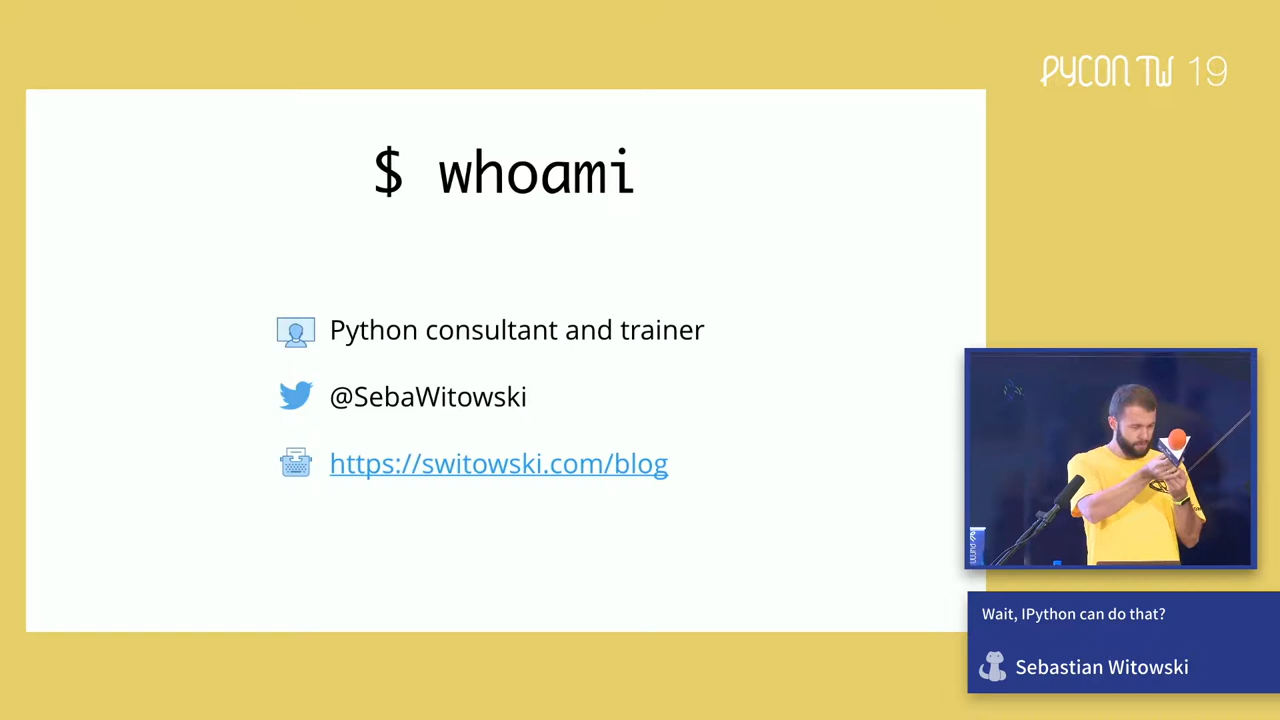 PYCON TW 19
$ whoami
Python consultant and trainer
@SebaWitowski
https://switowski.com/blog
Wait, IPython can do that?
Sebastian Witowski